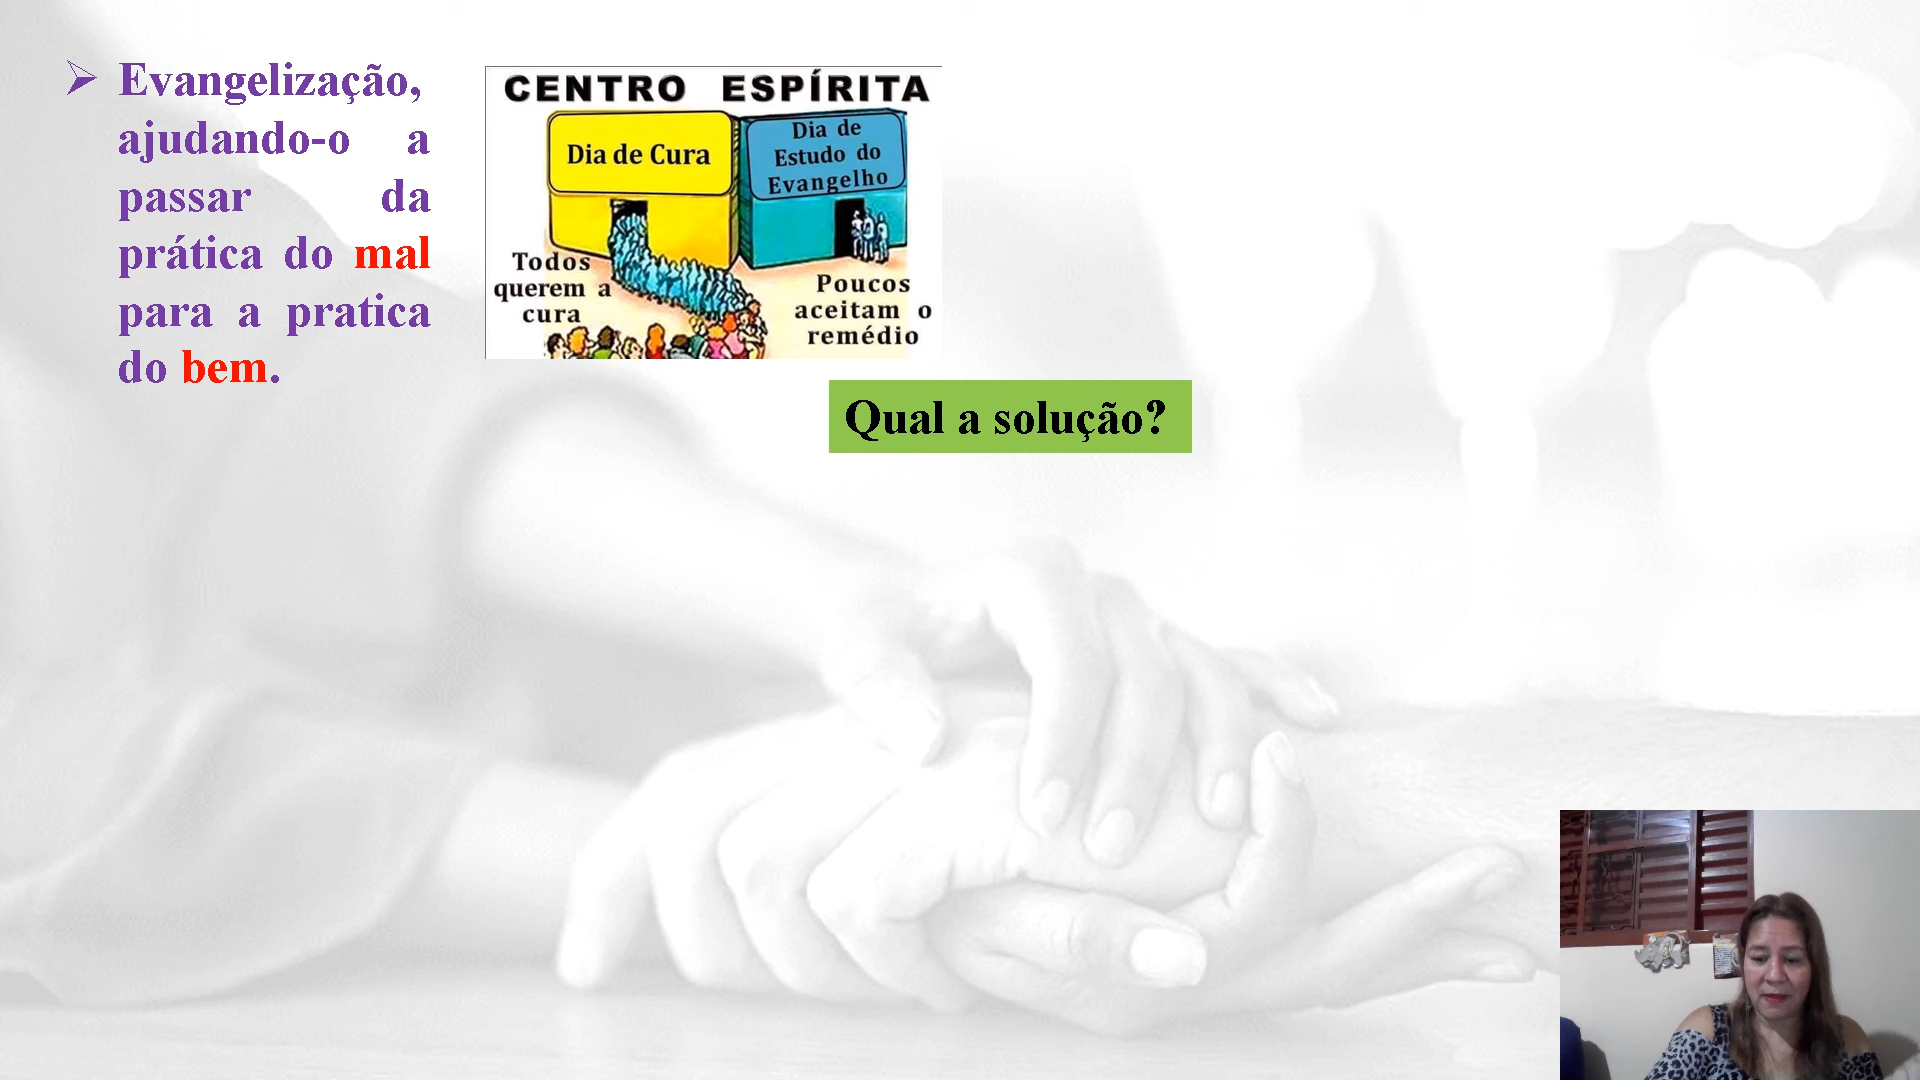 Evangelização,
ajudando-o a
passar da
prática do mal
para a pratica
do bem.
CENTRO ESPÍRITA
Dia de Cura
Dia de
Estudo do
Evangelho
Todos
querem a
cura
Poucos
aceitam o
remédio
Qual a solução?